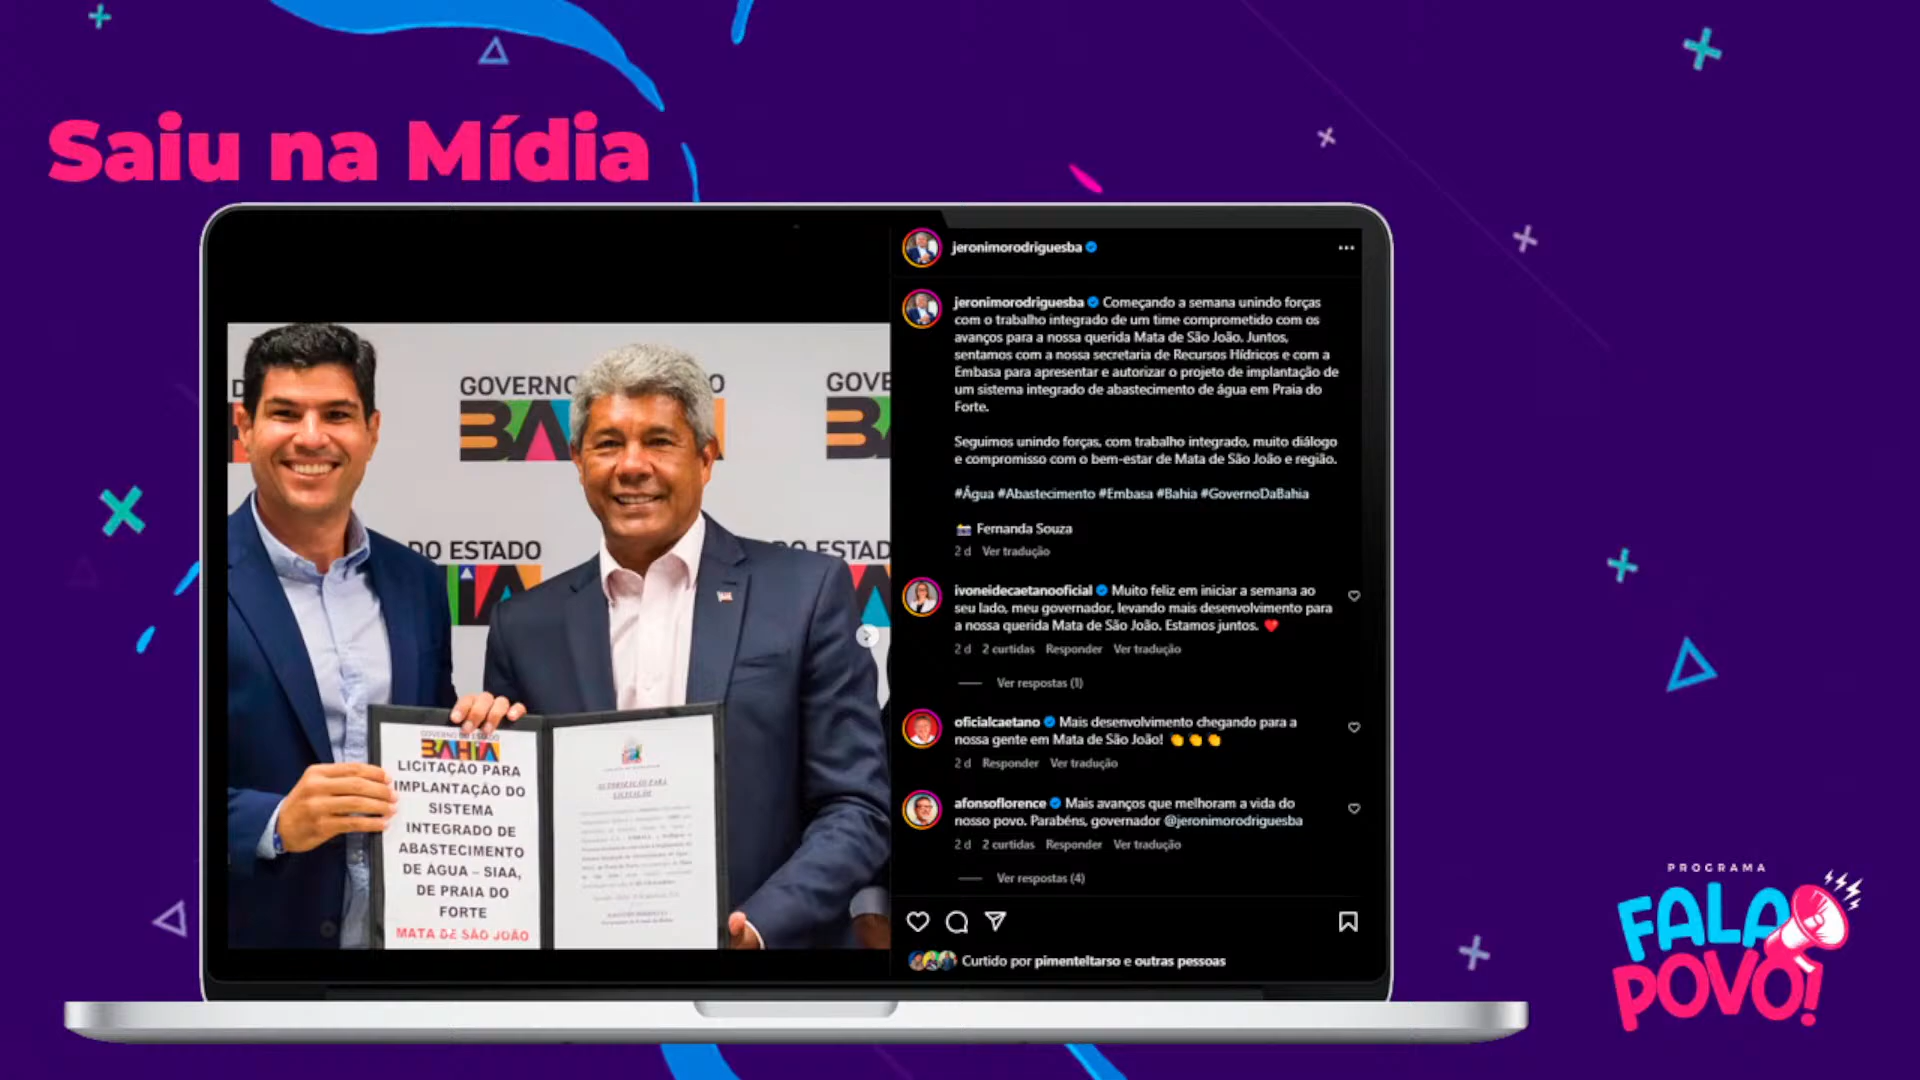 Saiu na Mídia
jeronimorodriguesba
jeronimorodriguesba Começando a semana unindo forças
com o trabalho integrado de um time comprometido com os
avanços para a nossa querida Mata de São João. Juntos,
sentamos com a nossa secretaria de Recursos Hídricos e com a
Embasa para apresentar e autorizar o projeto de implantação de
um sistema integrado de abastecimento de água em Praia do
Forte.
Seguimos unindo forças, com trabalho integrado, muito diálogo
e compromisso com o bem-estar de Mata de São João e região.
#Água #Abastecimento #Embasa #Bahia #GovernoDaBahia
📸 Fernanda Souza
2 d Ver tradução
ivoneidecaetanooficial Muito feliz em iniciar a semana ao
seu lado, meu governador, levando mais desenvolvimento para
a nossa querida Mata de São João. Estamos juntos. ❤️
2 d 2 curtidas Responder Ver tradução
Ver respostas (1)
oficialcaetano Mais desenvolvimento chegando para a
nossa gente em Mata de São João! 👏👏👏
2 d Responder Ver tradução
afonsoflorence Mais avanços que melhoram a vida do
nosso povo. Parabéns, governador @jeronimorodriguesba
2 d 2 curtidas Responder Ver tradução
Ver respostas (4)
Curtido por pimenteltarso e outras pessoas
GOVERNO DO ESTADO
BAHIA
LICITAÇÃO PARA
IMPLANTAÇÃO DO
SISTEMA
INTEGRADO DE
ABASTECIMENTO
DE ÁGUA – SIAA,
DE PRAIA DO
FORTE
MATA DE SÃO JOÃO
AUTORIZAÇÃO PARA
LICITAÇÃO
PROGRAMA
FALA
POVO!